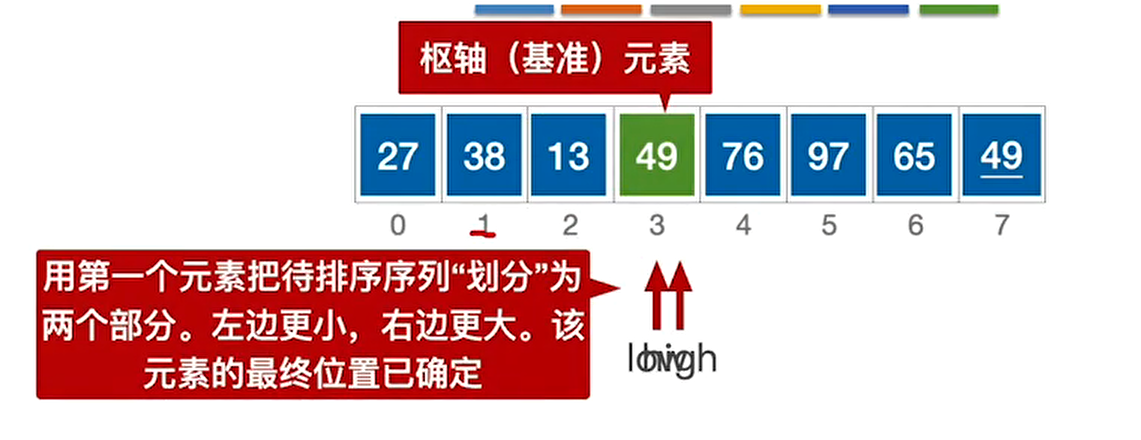 枢轴（基准）元素
27 38 13 49 76 97 65 49
0 1 2 3 4 5 6 7
用第一个元素把待排序序列“划分”为
两个部分。左边更小，右边更大。该
元素的最终位置已确定
low high